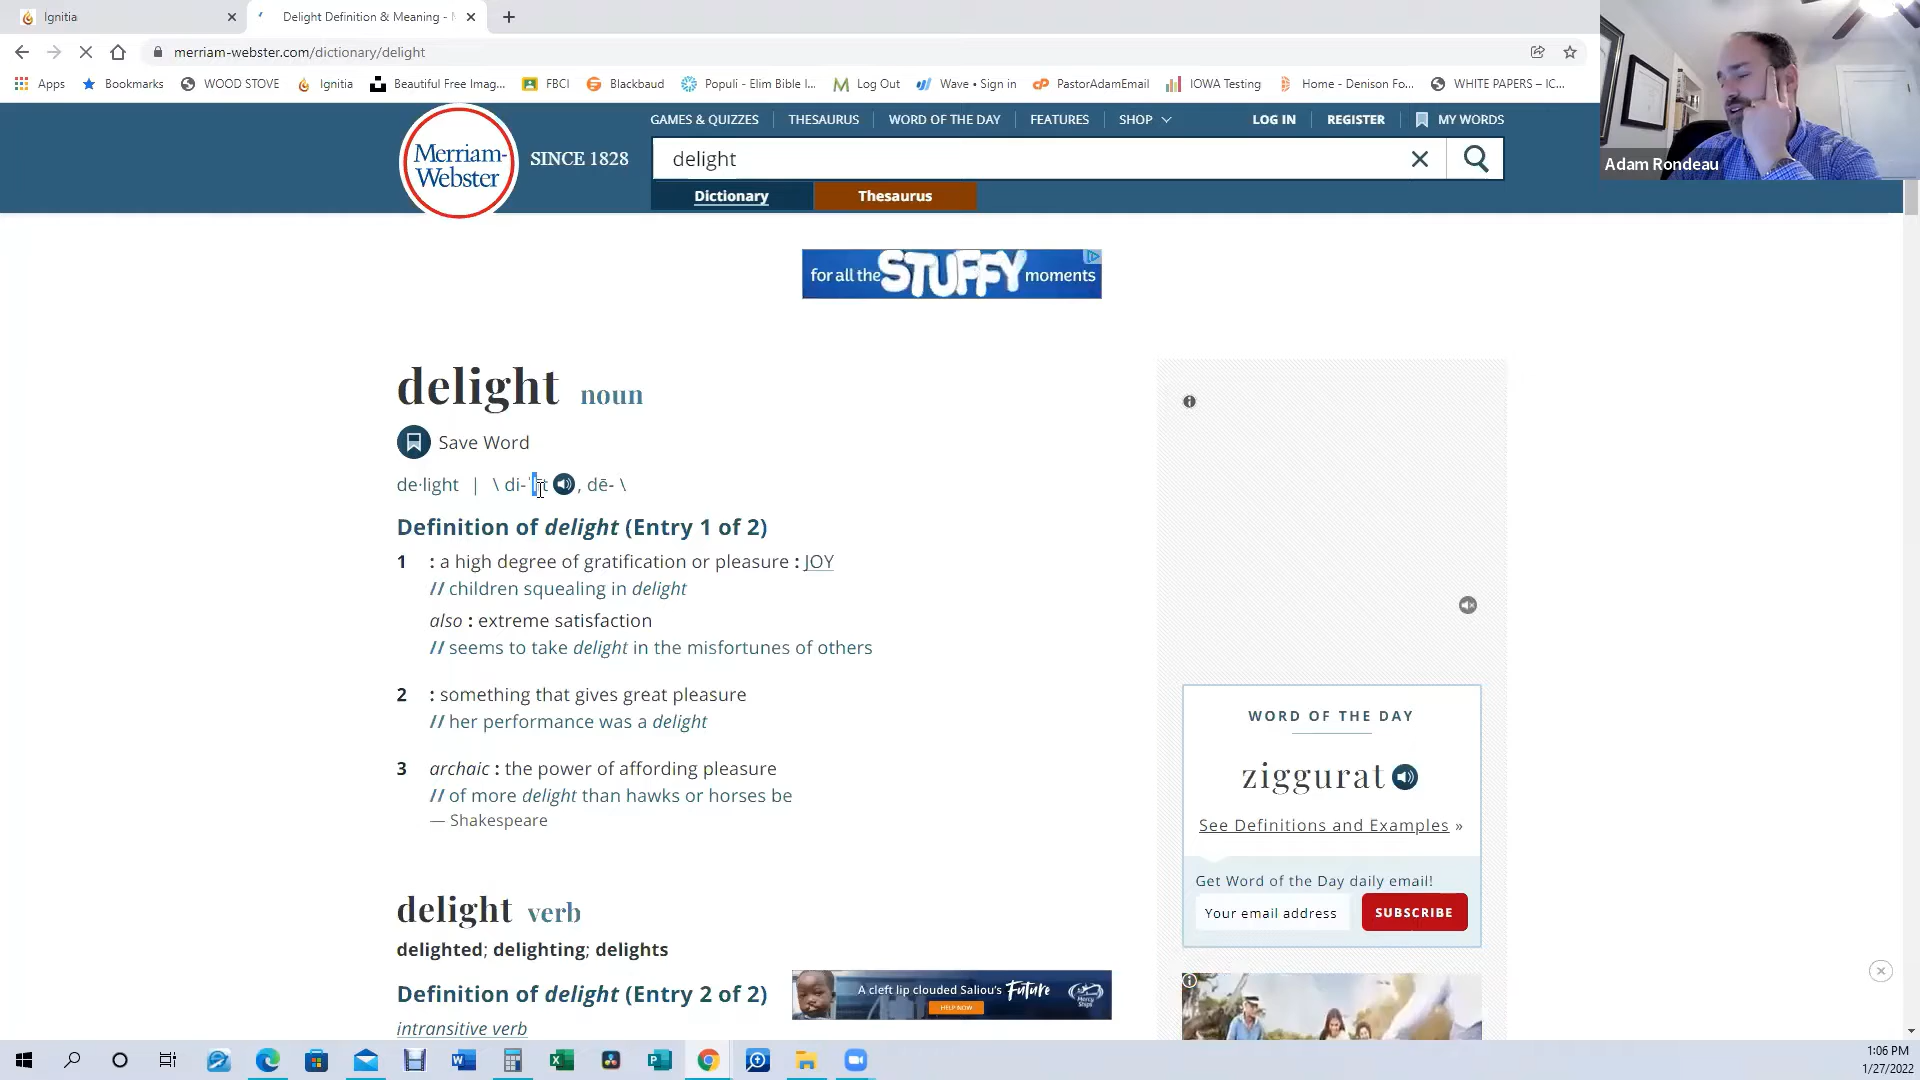 Ignitia
Delight Definition & Meaning -
merriam-webster.com/dictionary/delight
Apps
Bookmarks
WOOD STOVE
Ignitia
Beautiful Free Imag...
FBCI
Blackbaud
Populi - Elim Bible I...
Log Out
Wave • Sign in
PastorAdamEmail
IOWA Testing
Home - Denison Fo...
WHITE PAPERS – IC...
Adam Rondeau
GAMES & QUIZZES
THESAURUS
WORD OF THE DAY
FEATURES
SHOP
LOG IN
REGISTER
MY WORDS
Merriam-
Webster
SINCE 1828
delight
Dictionary
Thesaurus
for all the STUFFY moments
delight noun
Save Word
de·light | \ di-ˈlīt , dē- \
Definition of delight (Entry 1 of 2)
1 : a high degree of gratification or pleasure : JOY
// children squealing in delight
also : extreme satisfaction
// seems to take delight in the misfortunes of others
2 : something that gives great pleasure
// her performance was a delight
3 archaic : the power of affording pleasure
// of more delight than hawks or horses be
— Shakespeare
delight verb
delighted; delighting; delights
Definition of delight (Entry 2 of 2)
intransitive verb
WORD OF THE DAY
ziggurat
See Definitions and Examples »
Get Word of the Day daily email!
Your email address
SUBSCRIBE
A cleft lip clouded Saliou's Future
HELP NOW
Mercy
Ships
1:06 PM
1/27/2022